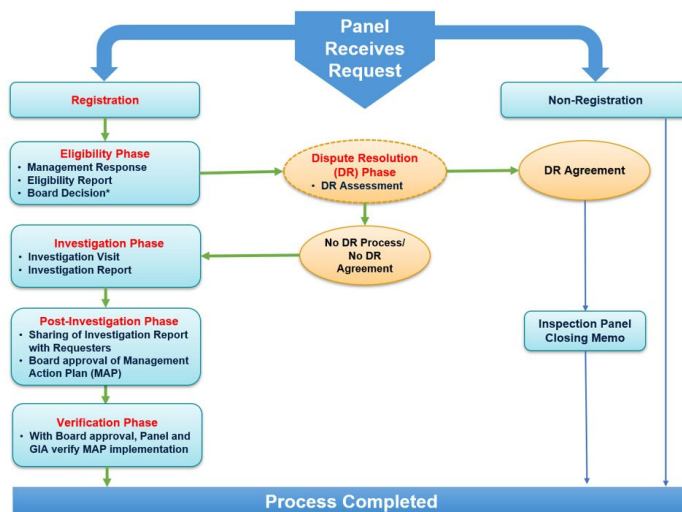 Panel
Receives
Request
Registration
Non-Registration
Eligibility Phase
• Management Response
• Eligibility Report
• Board Decision*
Dispute Resolution
(DR) Phase
• DR Assessment
DR Agreement
No DR Process/
No DR
Agreement
Investigation Phase
• Investigation Visit
• Investigation Report
Post-Investigation Phase
• Sharing of Investigation Report
with Requesters
• Board approval of Management
Action Plan (MAP)
Inspection Panel
Closing Memo
Verification Phase
• With Board approval, Panel and
GIA verify MAP implementation
Process Completed